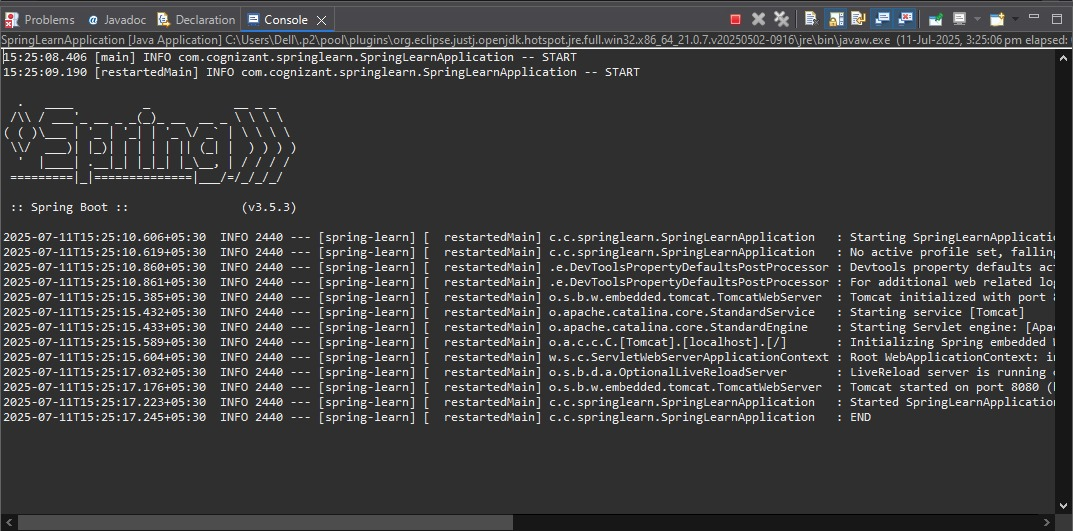 Problems Javadoc Declaration Console
SpringLearnApplication [Java Application] C:\Users\Dell\.p2\pool\plugins\org.eclipse.justj.openjdk.hotspot.jre.full.win32.x86_64_21.0.7.v20250502-0916\jre\bin\javaw.exe (11-Jul-2025, 3:25:06 pm elapsed:
15:25:08.406 [main] INFO com.cognizant.springlearn.SpringLearnApplication -- START
15:25:09.190 [restartedMain] INFO com.cognizant.springlearn.SpringLearnApplication -- START
Spring
:: Spring Boot :: (v3.5.3)
2025-07-11T15:25:10.606+05:30 INFO 2440 --- [spring-learn] [ restartedMain] c.c.springlearn.SpringLearnApplication : Starting SpringLearnApplicatio
2025-07-11T15:25:10.619+05:30 INFO 2440 --- [spring-learn] [ restartedMain] c.c.springlearn.SpringLearnApplication : No active profile set, falling
2025-07-11T15:25:10.860+05:30 INFO 2440 --- [spring-learn] [ restartedMain] .e.DevToolsPropertyDefaultsPostProcessor : Devtools property defaults ac
2025-07-11T15:25:10.861+05:30 INFO 2440 --- [spring-learn] [ restartedMain] .e.DevToolsPropertyDefaultsPostProcessor : For additional web related lo
2025-07-11T15:25:15.385+05:30 INFO 2440 --- [spring-learn] [ restartedMain] o.s.b.w.embedded.tomcat.TomcatWebServer : Tomcat initialized with port
2025-07-11T15:25:15.432+05:30 INFO 2440 --- [spring-learn] [ restartedMain] o.apache.catalina.core.StandardService : Starting service [Tomcat]
2025-07-11T15:25:15.433+05:30 INFO 2440 --- [spring-learn] [ restartedMain] o.apache.catalina.core.StandardEngine : Starting Servlet engine: [Apa
2025-07-11T15:25:15.589+05:30 INFO 2440 --- [spring-learn] [ restartedMain] o.a.c.c.C.[Tomcat].[localhost].[/] : Initializing Spring embedded
2025-07-11T15:25:15.604+05:30 INFO 2440 --- [spring-learn] [ restartedMain] w.s.c.ServletWebServerApplicationContext : Root WebApplicationContext: i
2025-07-11T15:25:17.032+05:30 INFO 2440 --- [spring-learn] [ restartedMain] o.s.b.d.a.OptionalLiveReloadServer : LiveReload server is running
2025-07-11T15:25:17.176+05:30 INFO 2440 --- [spring-learn] [ restartedMain] o.s.b.w.embedded.tomcat.TomcatWebServer : Tomcat started on port 8080 (
2025-07-11T15:25:17.223+05:30 INFO 2440 --- [spring-learn] [ restartedMain] c.c.springlearn.SpringLearnApplication : Started SpringLearnApplication
2025-07-11T15:25:17.245+05:30 INFO 2440 --- [spring-learn] [ restartedMain] c.c.springlearn.SpringLearnApplication : END